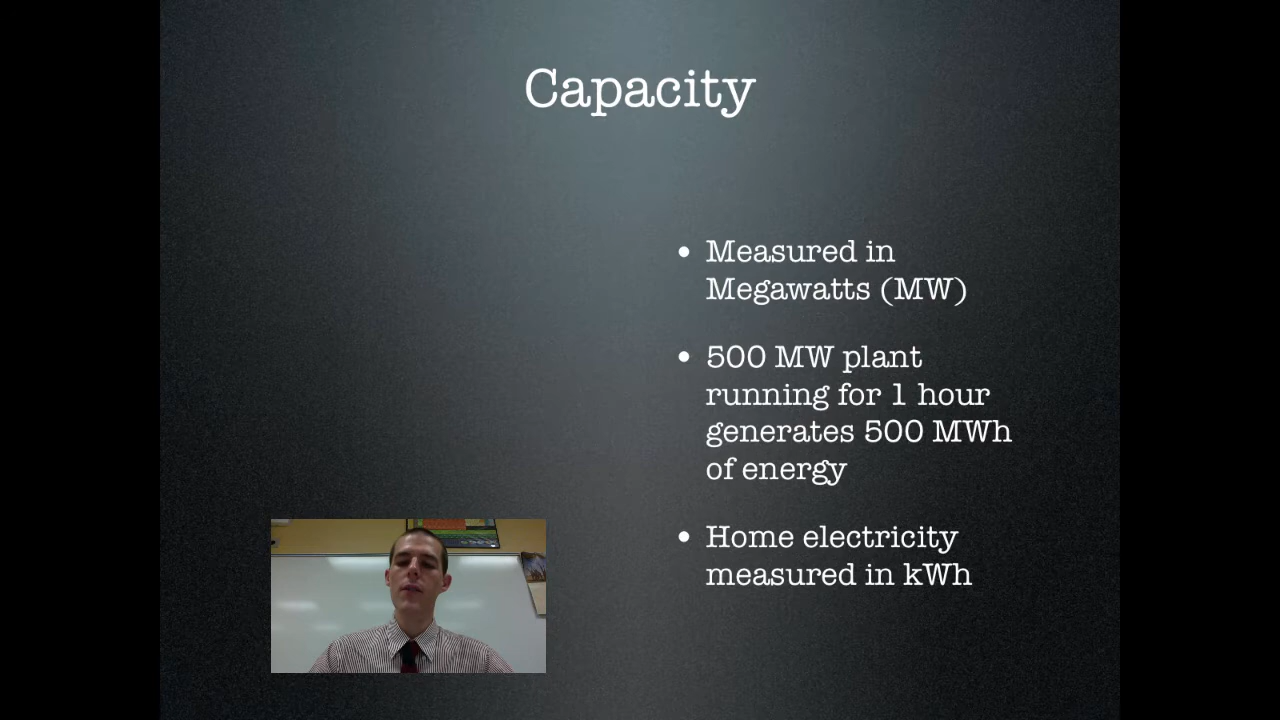 Capacity
• Measured in
Megawatts (MW)
• 500 MW plant
running for 1 hour
generates 500 MWh
of energy
• Home electricity
measured in kWh